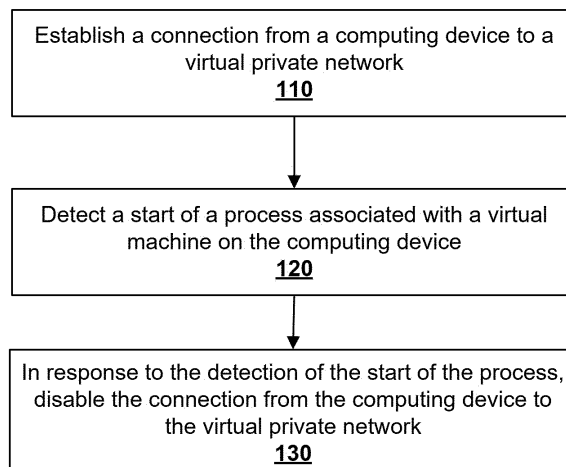 Establish a connection from a computing device to a
virtual private network
110
Detect a start of a process associated with a virtual
machine on the computing device
120
In response to the detection of the start of the process,
disable the connection from the computing device to
the virtual private network
130